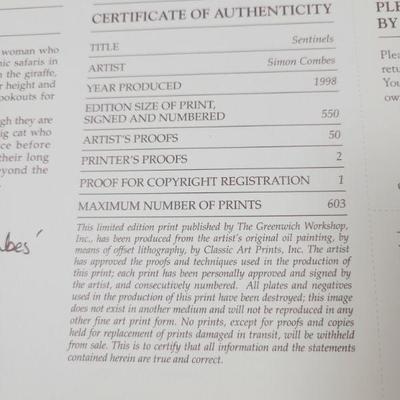 CERTIFICATE OF AUTHENTICITY
TITLE Sentinels
ARTIST Simon Combes
YEAR PRODUCED 1998
EDITION SIZE OF PRINT,
SIGNED AND NUMBERED 550
ARTIST'S PROOFS 50
PRINTER'S PROOFS 2
PROOF FOR COPYRIGHT REGISTRATION 1
MAXIMUM NUMBER OF PRINTS 603
This limited edition print published by The Greenwich Workshop,
Inc., has been produced from the artist's original oil painting, by
means of offset lithography, by Classic Art Prints, Inc. The artist
has approved the proofs and techniques used in the production of
this print; each print has been personally approved and signed by
the artist, and consecutively numbered. All plates and negatives
used in the production of this print have been destroyed; this image
does not exist in another medium and will not be reproduced in any
other fine art print form. No prints, except for proofs and copies
held for replacement of prints damaged in transit, will be withheld
from sale. This is to certify that all information and the statements
contained herein are true and correct.
woman who
safaris in
the giraffe,
height and
ookouts for
they are
cat who
before
their long
the
BY